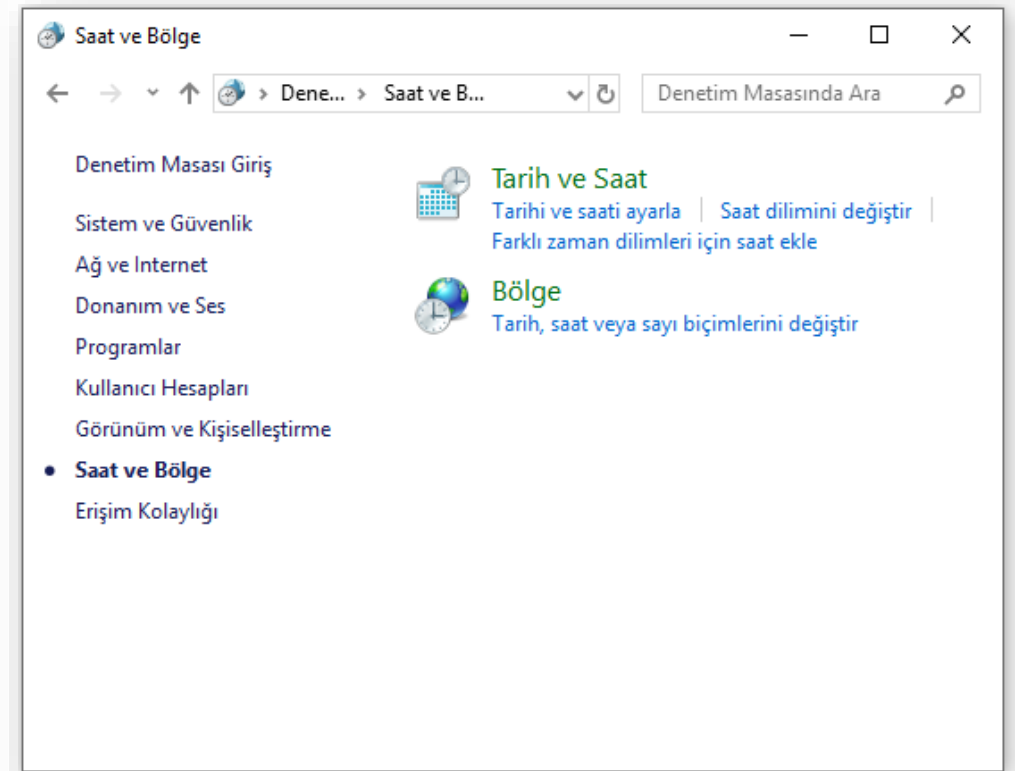 Saat ve Bölge
Dene... Saat ve B... Denetim Masasında Ara
Denetim Masası Giriş
Sistem ve Güvenlik
Ağ ve Internet
Donanım ve Ses
Programlar
Kullanıcı Hesapları
Görünüm ve Kişiselleştirme
Saat ve Bölge
Erişim Kolaylığı
Tarih ve Saat
Tarihi ve saati ayarla Saat dilimini değiştir
Farklı zaman dilimleri için saat ekle
Bölge
Tarih, saat veya sayı biçimlerini değiştir